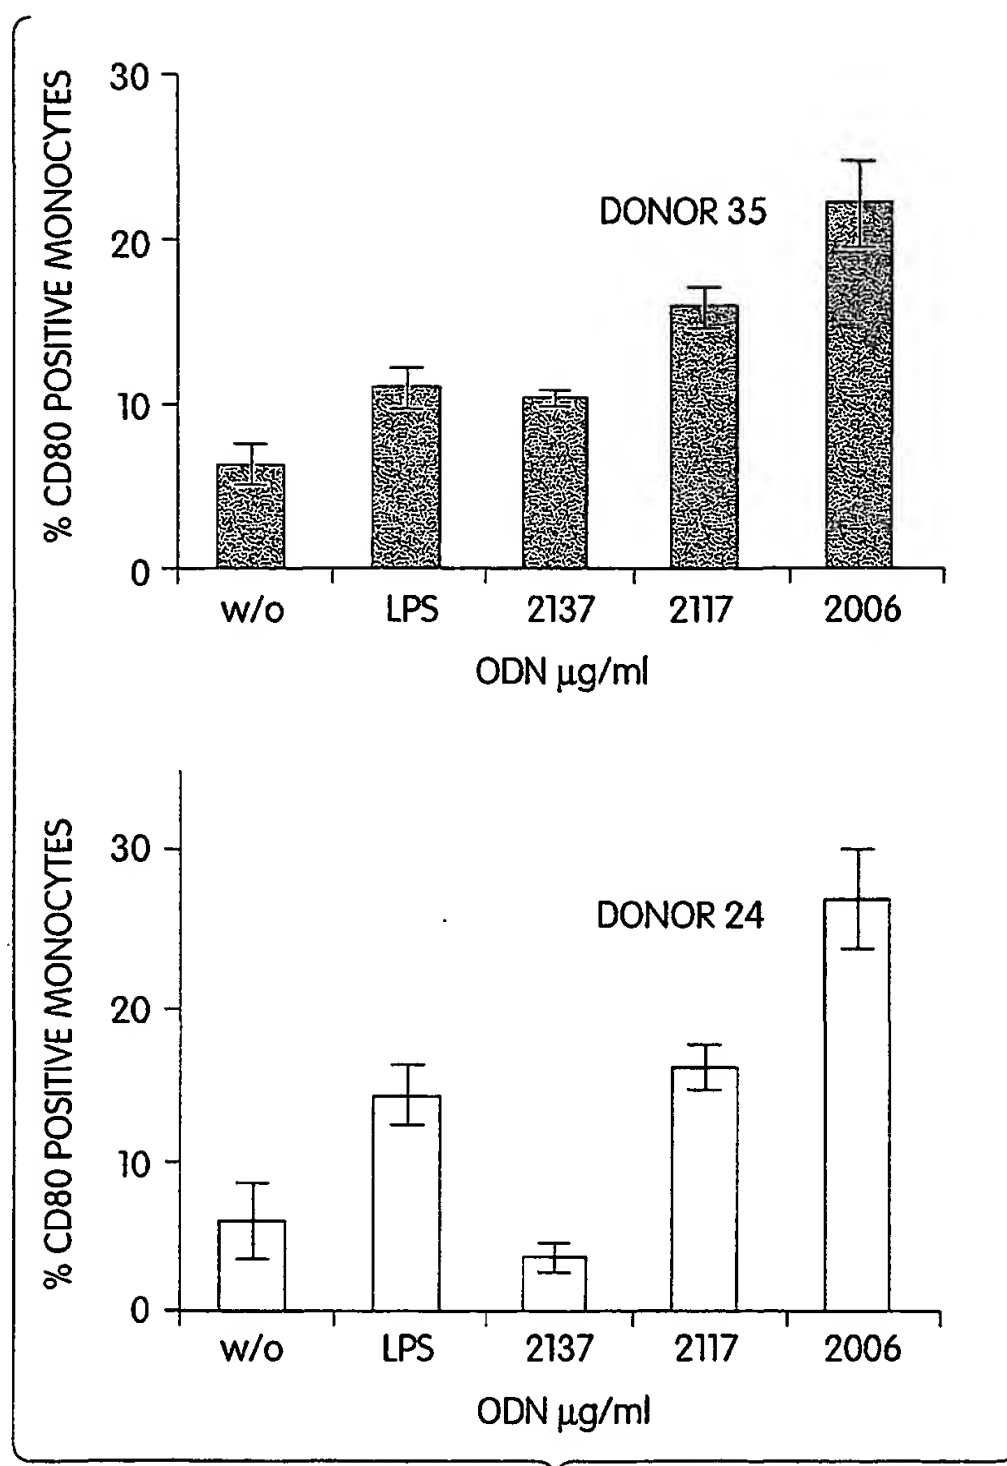 % CD80 POSITIVE MONOCYTES
30
20
10
0
DONOR 35
w/o LPS 2137 2117 2006
ODN µg/ml
% CD80 POSITIVE MONOCYTES
30
20
10
0
DONOR 24
w/o LPS 2137 2117 2006
ODN µg/ml